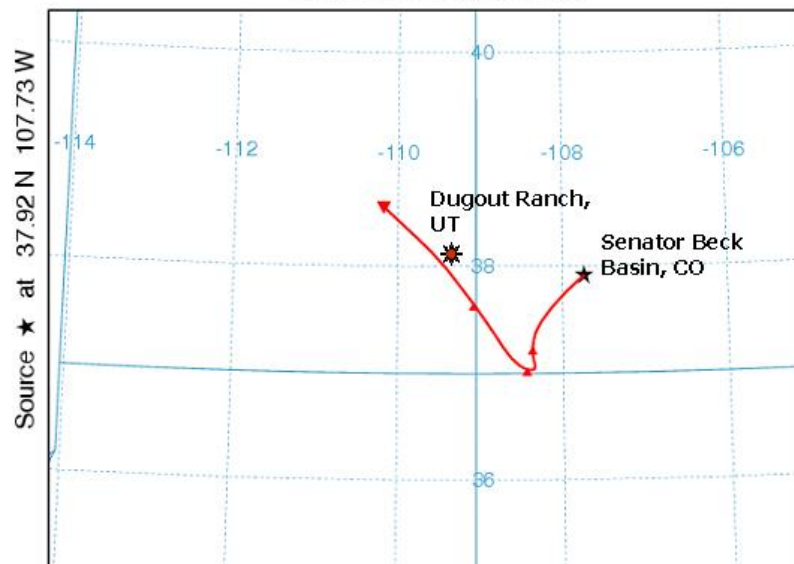 Source ★ at 37.92 N 107.73 W
40
-114
-112
-110
-108
-106
Dugout Ranch,
UT
Senator Beck
Basin, CO
38
36